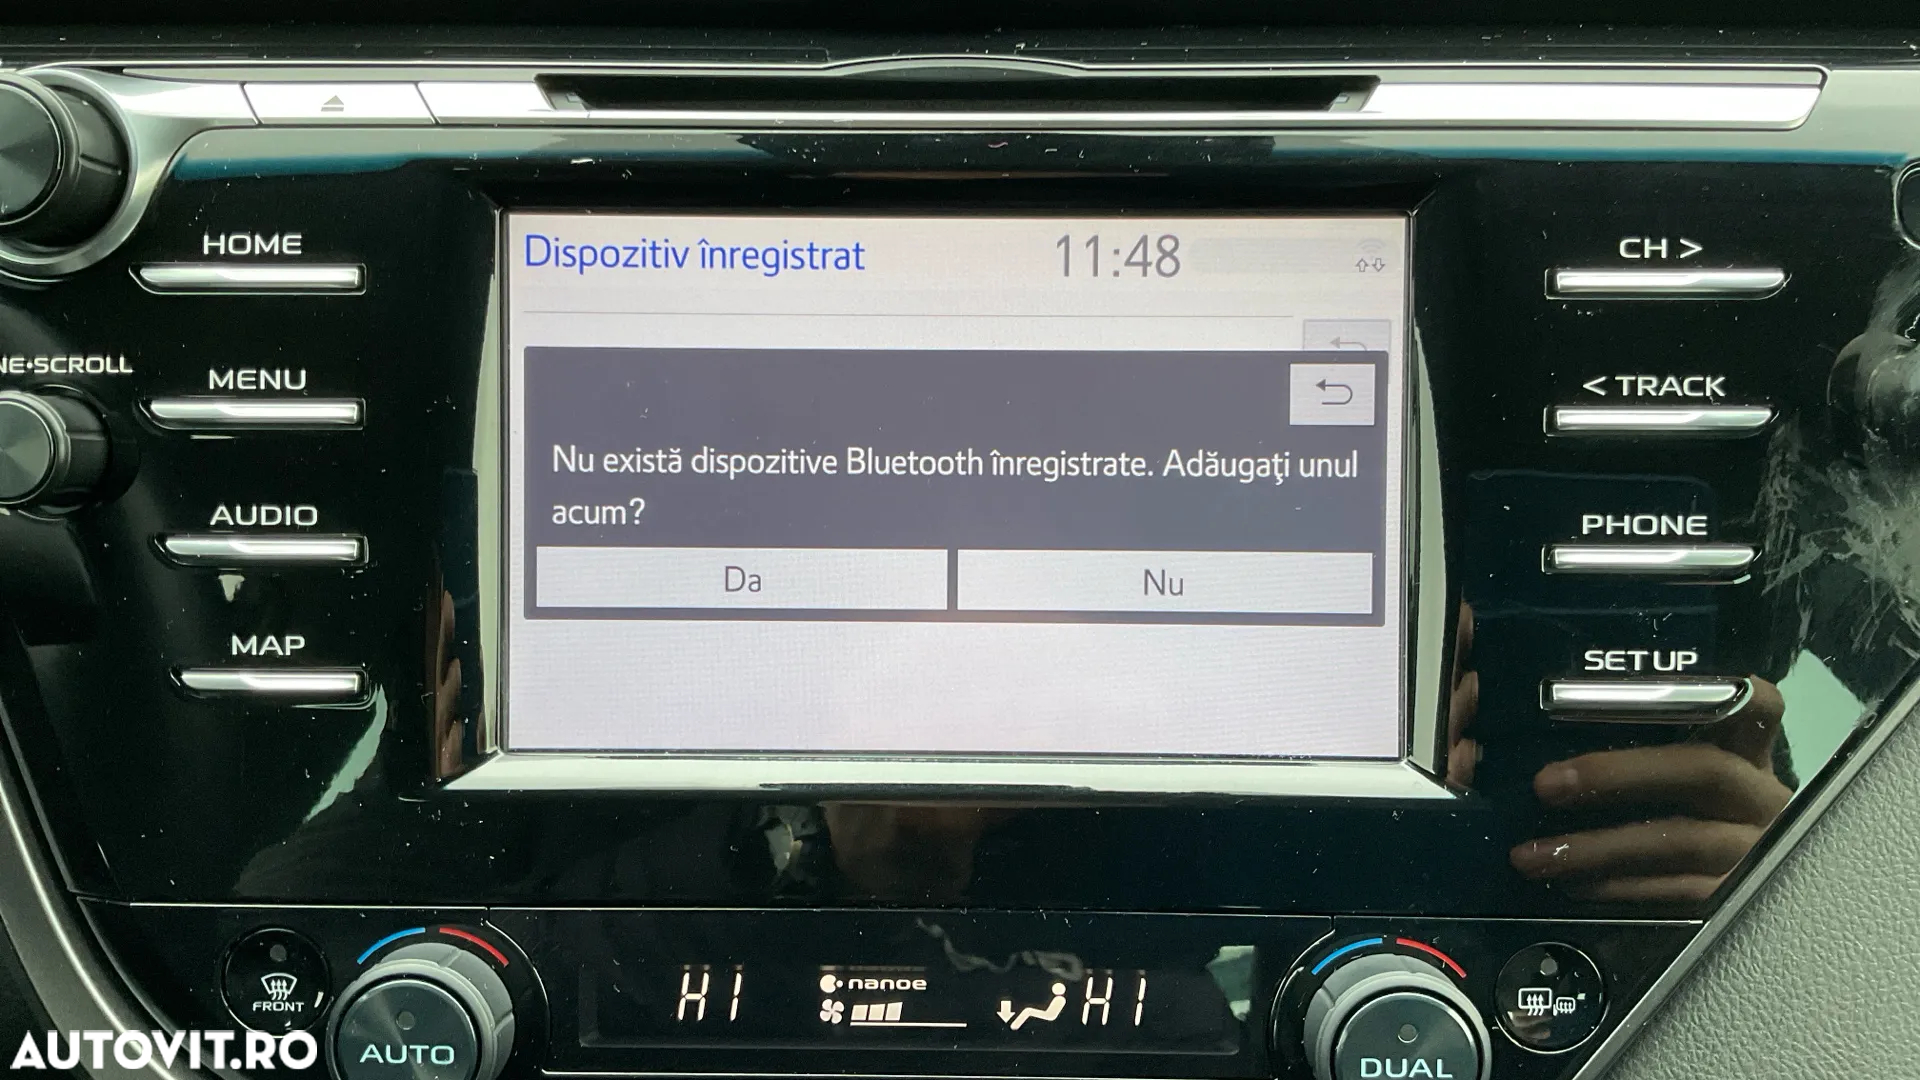 HOME
MENU
NE•SCROLL
AUDIO
MAP
Dispozitiv înregistrat 11:48
Nu există dispozitive Bluetooth înregistrate. Adăugaţi unul
acum?
Da Nu
CH >
< TRACK
PHONE
SETUP
FRONT
AUTO
HI
nanoe
HI
DUAL
AUTOVIT.RO